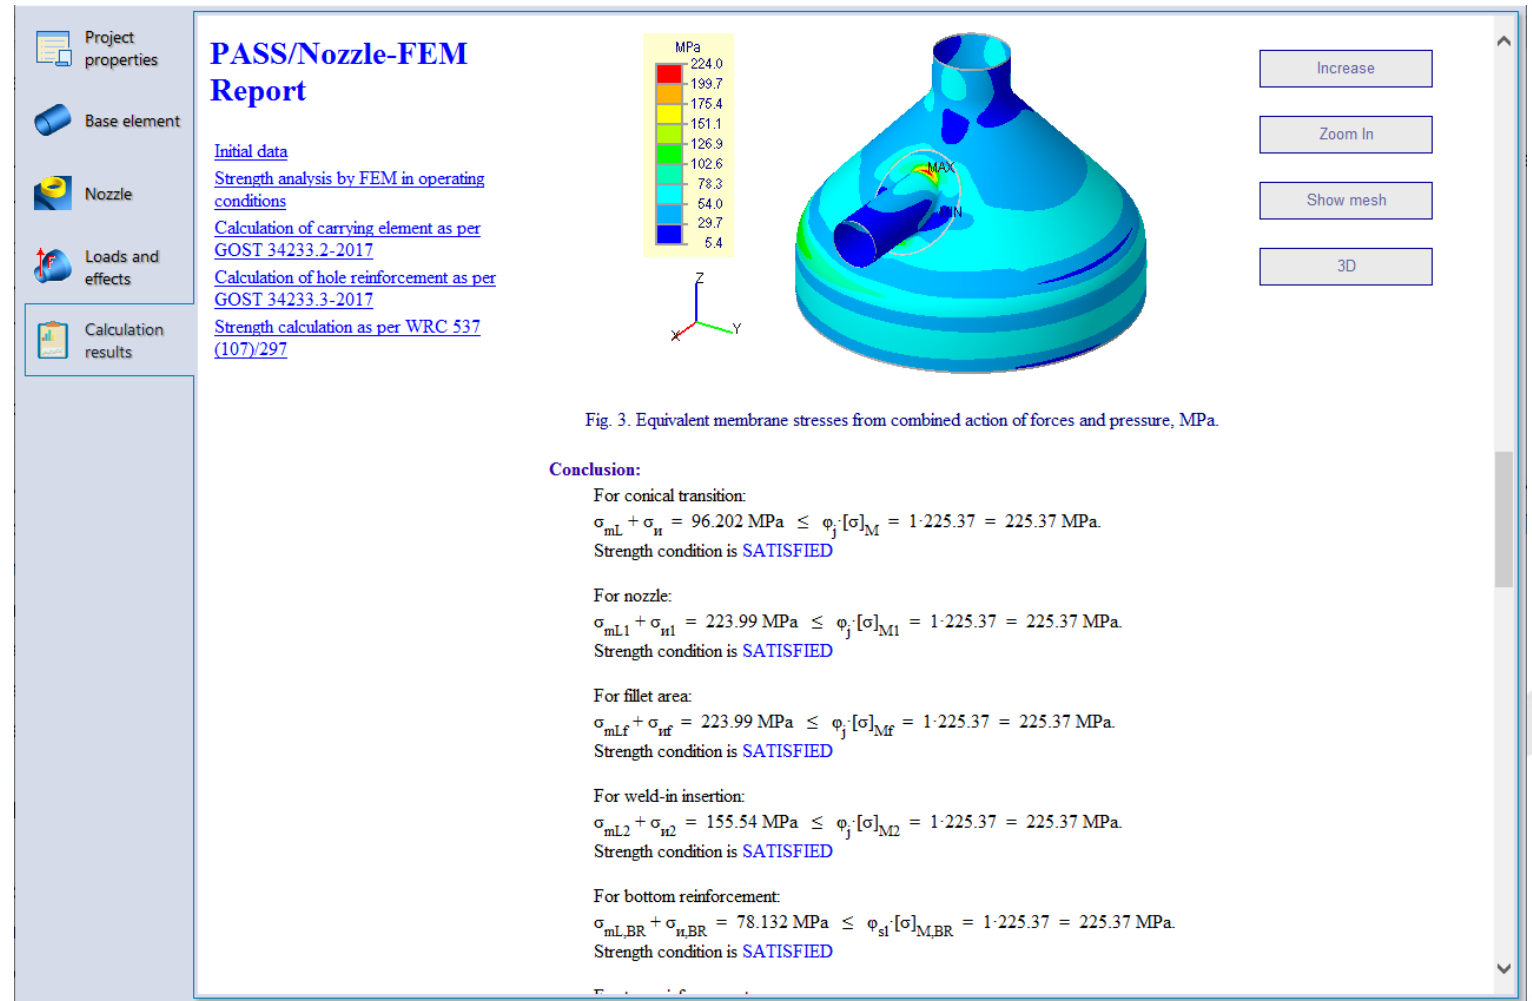 Project
properties
Base element
Nozzle
Loads and
effects
Calculation
results
PASS/Nozzle-FEM
Report
Initial data
Strength analysis by FEM in operating
conditions
Calculation of carrying element as per
GOST 34233.2-2017
Calculation of hole reinforcement as per
GOST 34233.3-2017
Strength calculation as per WRC 537
(107)/297
MPa
224.0
199.7
175.4
151.1
126.9
102.6
78.3
54.0
29.7
5.4
Z
X
Y
MAX
MIN
Increase
Zoom In
Show mesh
3D
Fig. 3. Equivalent membrane stresses from combined action of forces and pressure, MPa.
Conclusion:
For conical transition:
σmL + σи = 96.202 MPa ≤ φj·[σ]M = 1·225.37 = 225.37 MPa.
Strength condition is SATISFIED
For nozzle:
σmL1 + σи1 = 223.99 MPa ≤ φj·[σ]M1 = 1·225.37 = 225.37 MPa.
Strength condition is SATISFIED
For fillet area:
σmLf + σиf = 223.99 MPa ≤ φj·[σ]Mf = 1·225.37 = 225.37 MPa.
Strength condition is SATISFIED
For weld-in insertion:
σmL2 + σи2 = 155.54 MPa ≤ φj·[σ]M2 = 1·225.37 = 225.37 MPa.
Strength condition is SATISFIED
For bottom reinforcement:
σmL,BR + σи,BR = 78.132 MPa ≤ φsl·[σ]M,BR = 1·225.37 = 225.37 MPa.
Strength condition is SATISFIED